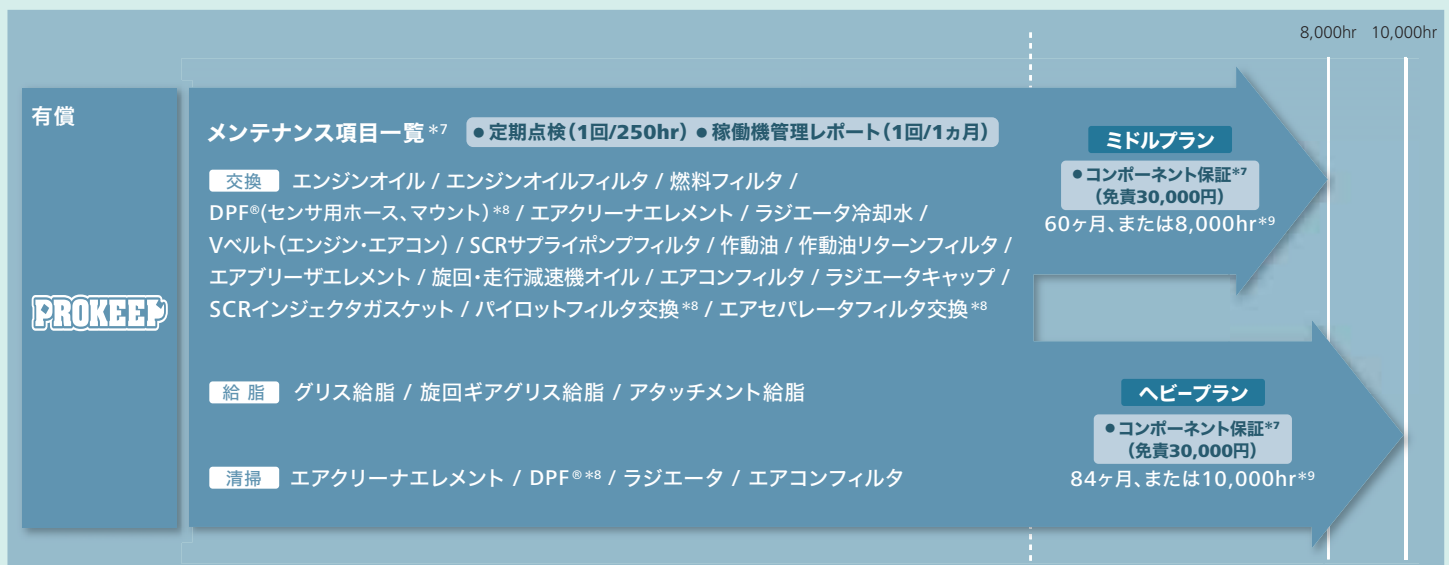 8,000hr 10,000hr
有償
PROKEEP
メンテナンス項目一覧*7 ●定期点検(1回/250hr) ●稼働機管理レポート(1回/1ヵ月)
交換 エンジンオイル / エンジンオイルフィルタ / 燃料フィルタ /
DPF®(センサ用ホース、マウント)*8 / エアクリーナエレメント / ラジエータ冷却水 /
Vベルト(エンジン・エアコン) / SCRサプライポンプフィルタ / 作動油 / 作動油リターンフィルタ /
エアブリーザエレメント / 旋回・走行減速機オイル / エアコンフィルタ / ラジエータキャップ /
SCRインジェクタガスケット / パイロットフィルタ交換*8 / エアセパレータフィルタ交換*8
給脂 グリス給脂 / 旋回ギアグリス給脂 / アタッチメント給脂
清掃 エアクリーナエレメント / DPF®*8 / ラジエータ / エアコンフィルタ
ミドルプラン
●コンポーネント保証*7
(免責30,000円)
60ヶ月、または8,000hr*9
ヘビープラン
●コンポーネント保証*7
(免責30,000円)
84ヶ月、または10,000hr*9